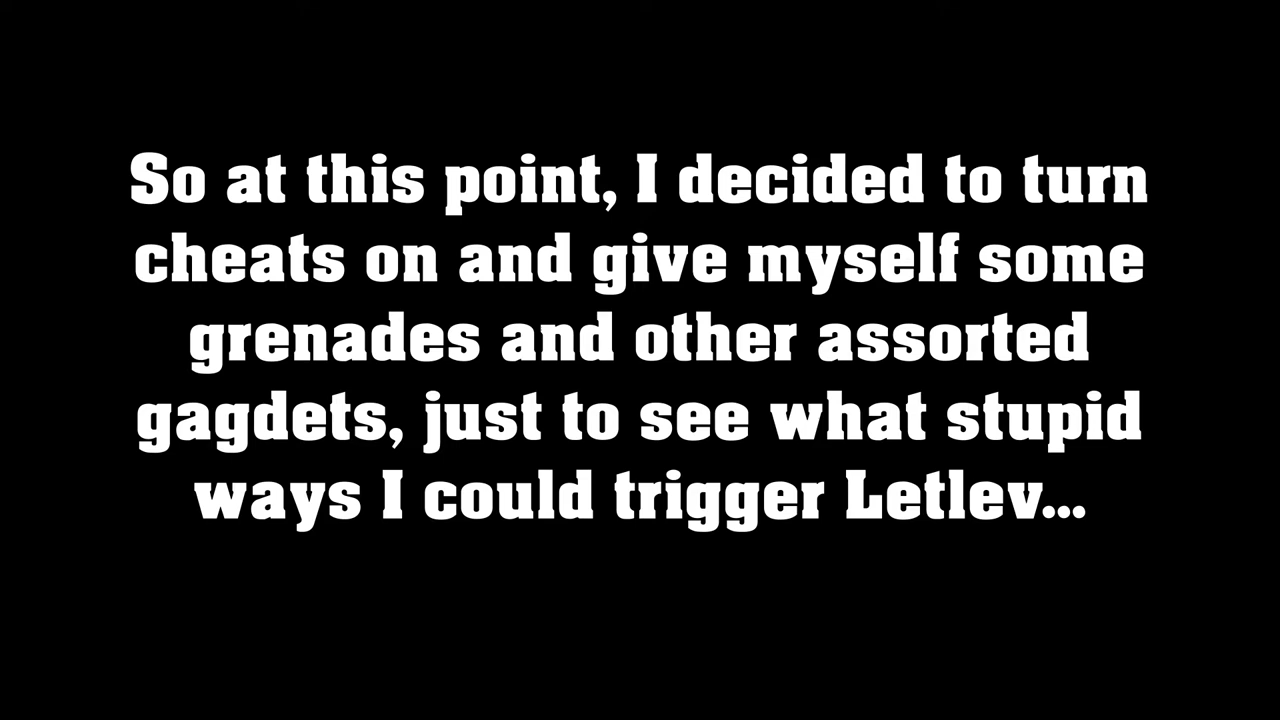 So at this point, I decided to turn
cheats on and give myself some
grenades and other assorted
gagdets, just to see what stupid
ways I could trigger Letlev...